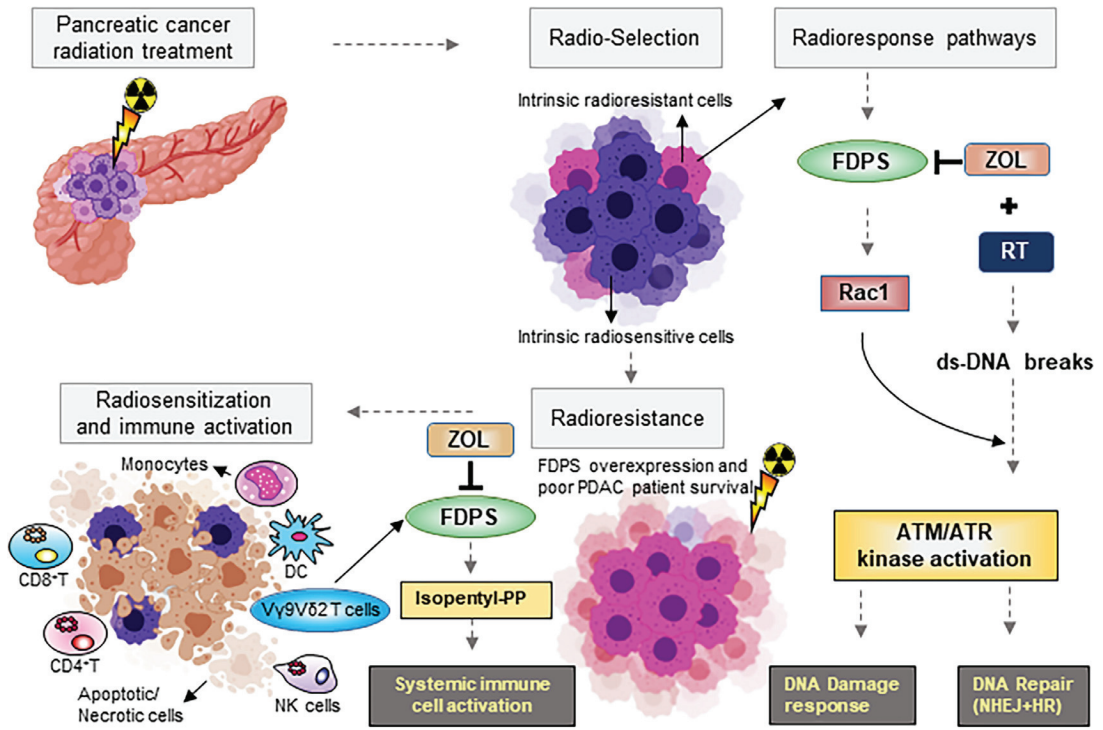 Pancreatic cancer
radiation treatment
Radio-Selection
Radioresponse pathways
Intrinsic radioresistant cells
FDPS
ZOL
+
RT
Rac1
Intrinsic radiosensitive cells
ds-DNA breaks
Radiosensitization
and immune activation
Radioresistance
ZOL
Monocytes
FDPS overexpression and
poor PDAC patient survival
FDPS
CD8+T
DC
ATM/ATR
kinase activation
Vγ9Vδ2 T cells
Isopentyl-PP
CD4+T
Apoptotic/
Necrotic cells
NK cells
Systemic immune
cell activation
DNA Damage
response
DNA Repair
(NHEJ+HR)